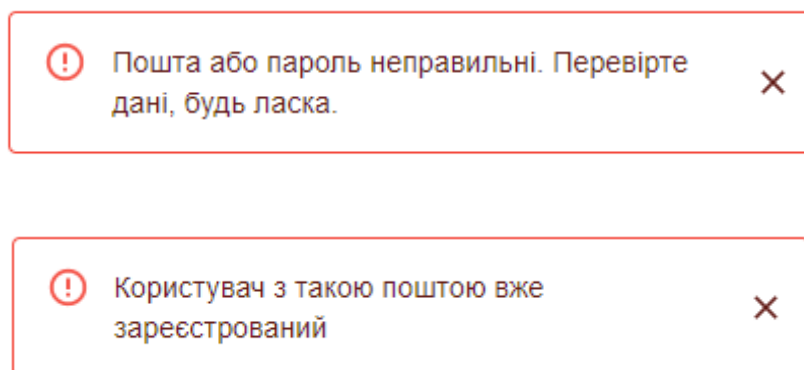 Пошта або пароль неправильні. Перевірте
дані, будь ласка.
Користувач з такою поштою вже
зареєстрований